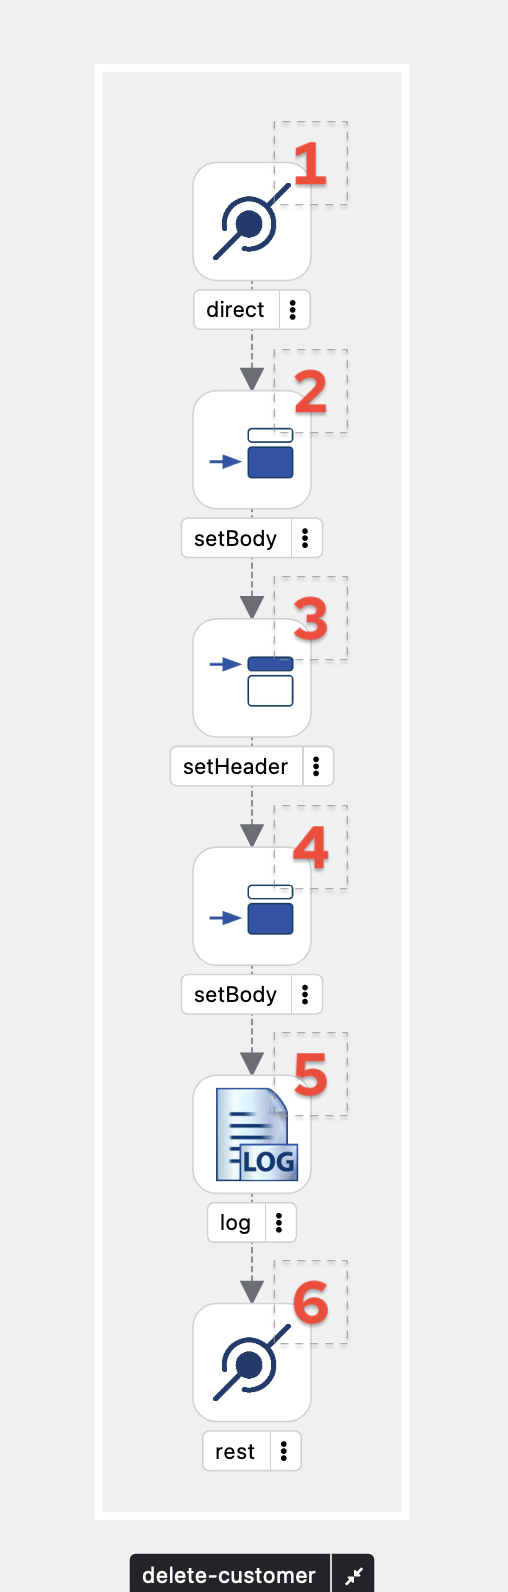 1
direct
2
setBody
3
setHeader
4
setBody
5
LOG
log
6
rest
delete-customer